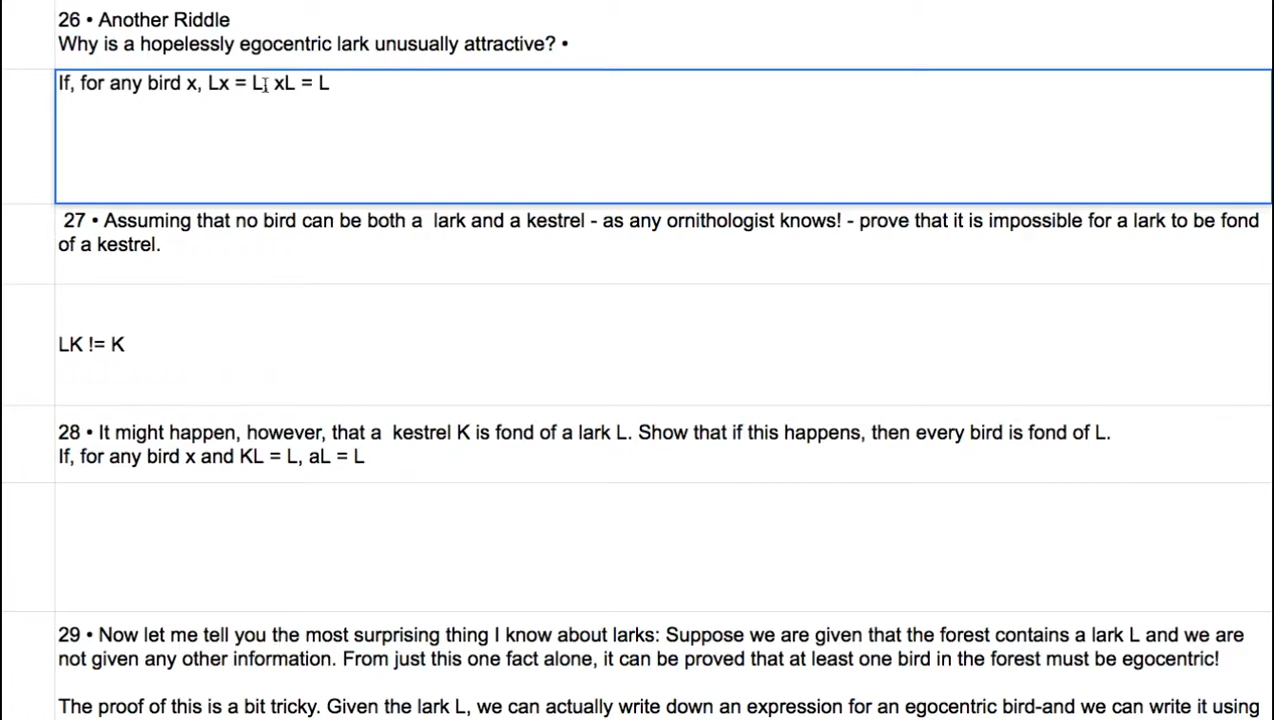 26 • Another Riddle
Why is a hopelessly egocentric lark unusually attractive? •
If, for any bird x, Lx = L, xL = L
27 • Assuming that no bird can be both a  lark and a kestrel - as any ornithologist knows! - prove that it is impossible for a lark to be fond
of a kestrel.
LK != K
28 • It might happen, however, that a  kestrel K is fond of a lark L. Show that if this happens, then every bird is fond of L.
If, for any bird x and KL = L, aL = L
29 • Now let me tell you the most surprising thing I know about larks: Suppose we are given that the forest contains a lark L and we are
not given any other information. From just this one fact alone, it can be proved that at least one bird in the forest must be egocentric!
The proof of this is a bit tricky. Given the lark L, we can actually write down an expression for an egocentric bird-and we can write it using